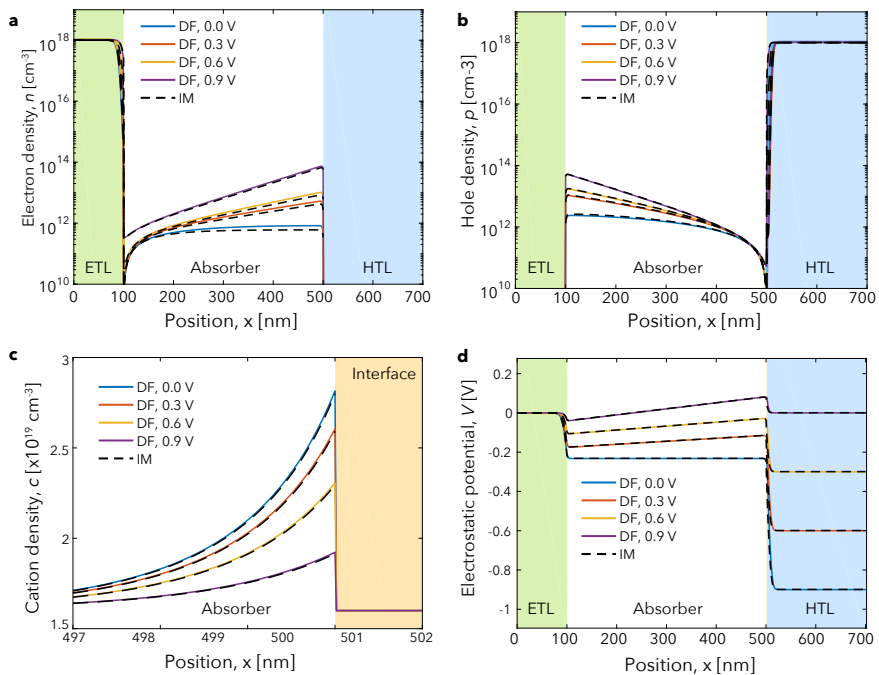 a
DF, 0.0 V
DF, 0.3 V
DF, 0.6 V
DF, 0.9 V
IM
Electron density, n [cm⁻³]
10¹⁸
10¹⁶
10¹⁴
10¹²
10¹⁰
ETL
Absorber
HTL
0 100 200 300 400 500 600 700
Position, x [nm]
b
DF, 0.0 V
DF, 0.3 V
DF, 0.6 V
DF, 0.9 V
IM
Hole density, p [cm-3]
10¹⁸
10¹⁶
10¹⁴
10¹²
10¹⁰
ETL
Absorber
HTL
0 100 200 300 400 500 600 700
Position, x [nm]
c
Interface
DF, 0.0 V
DF, 0.3 V
DF, 0.6 V
DF, 0.9 V
IM
Cation density, c [x10¹⁹ cm⁻³]
3
2.5
2
1.5
Absorber
497 498 499 500 501 502
Position, x [nm]
d
Electrostatic potential, V [V]
0.2
0
-0.2
-0.4
-0.6
-0.8
-1
DF, 0.0 V
DF, 0.3 V
DF, 0.6 V
DF, 0.9 V
IM
ETL
Absorber
HTL
0 100 200 300 400 500 600 700
Position, x [nm]